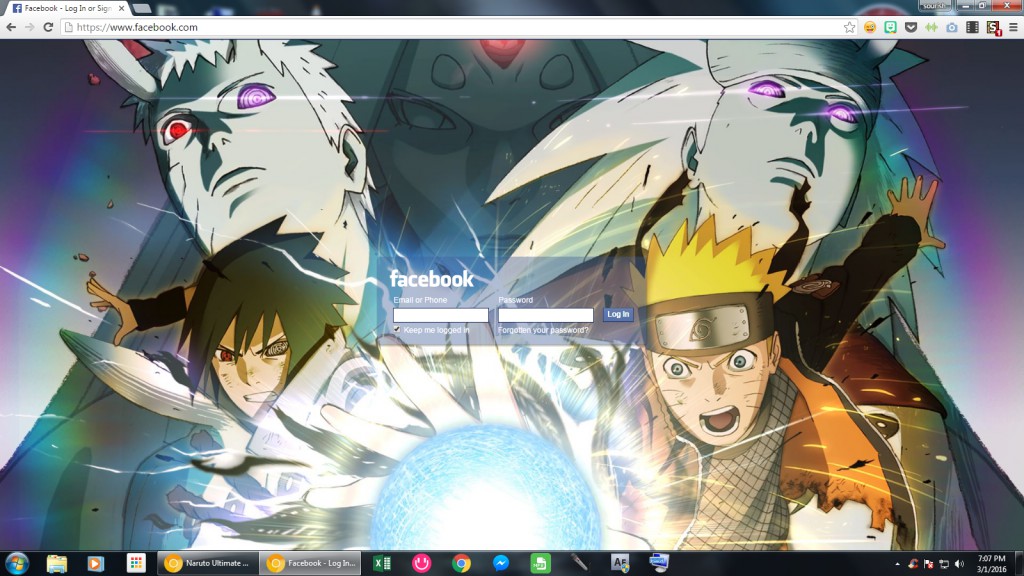 Facebook - Log In or Sign
sourish
https://www.facebook.com
facebook
Email or Phone
Password
Log In
Keep me logged in
Forgotten your password?
Naruto Ultimate ...
Facebook - Log In...
7:07 PM
3/1/2016